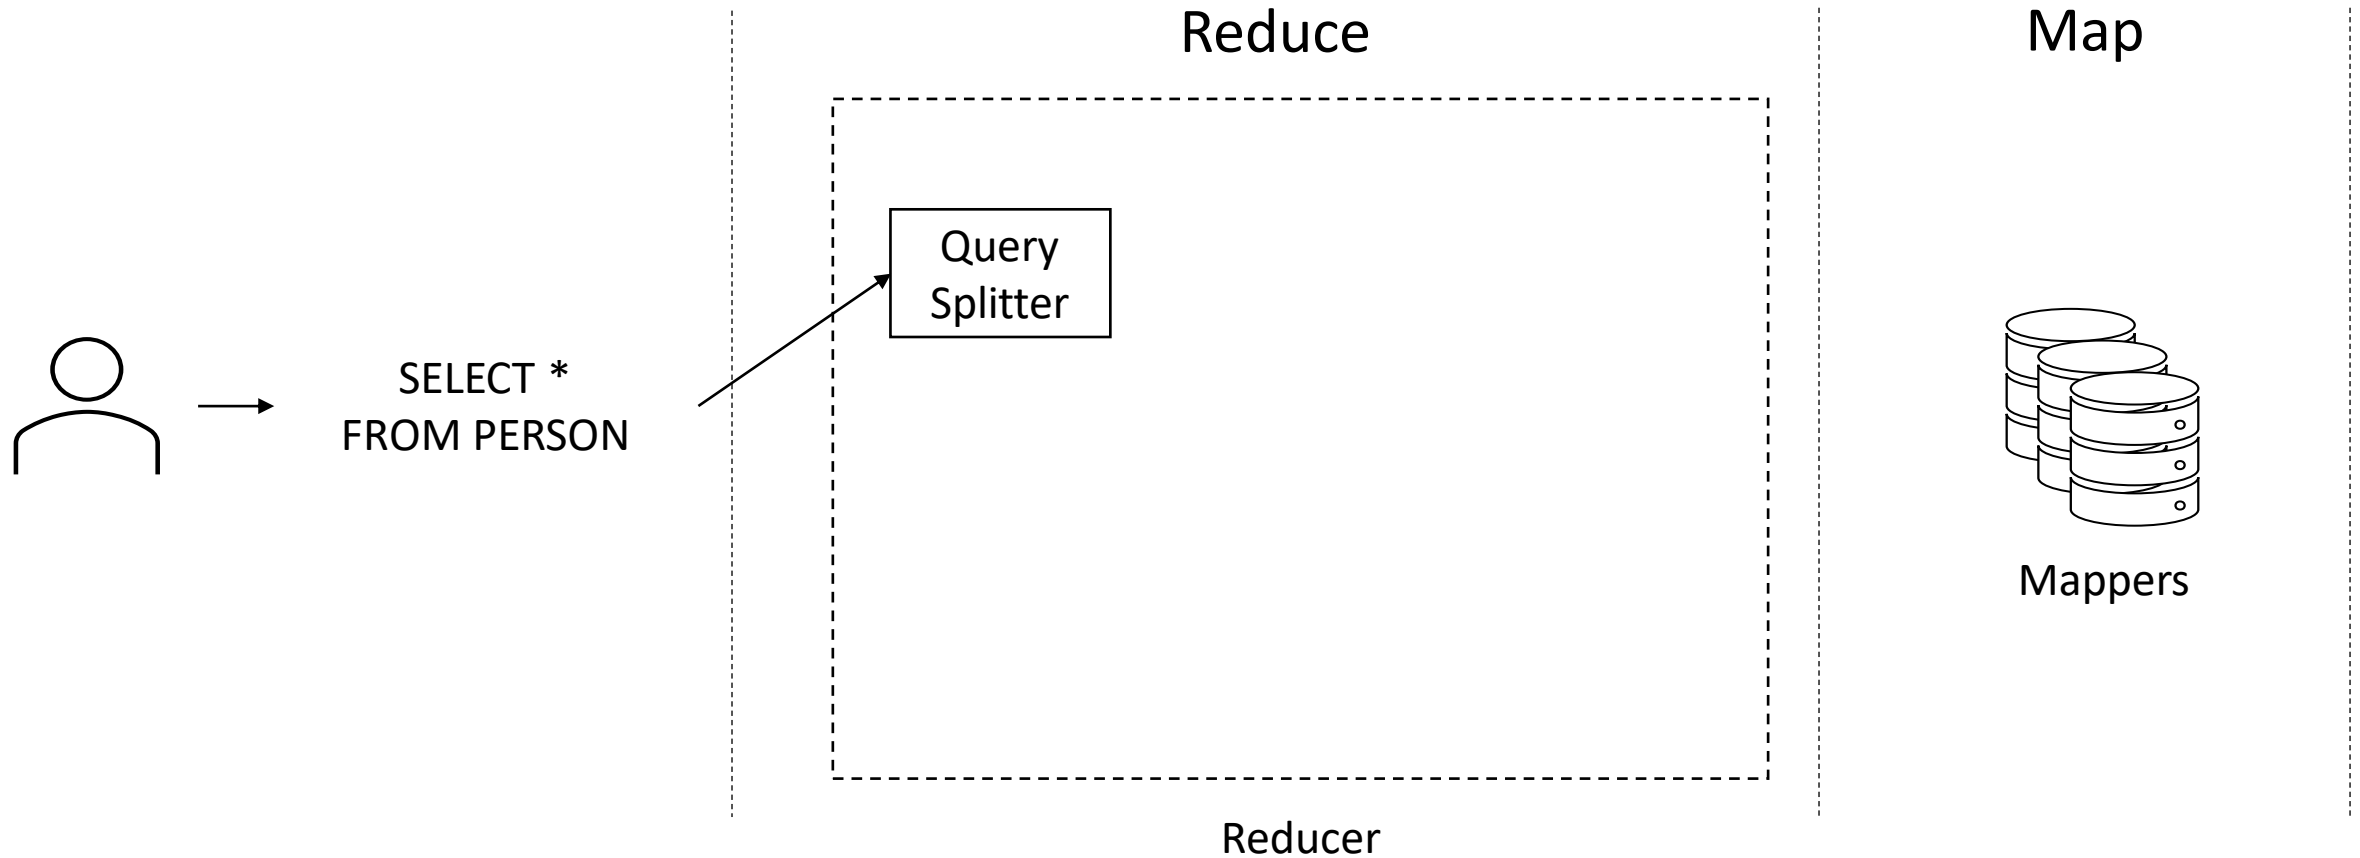 Reduce
Map
Query
Splitter
SELECT *
FROM PERSON
Mappers
Reducer